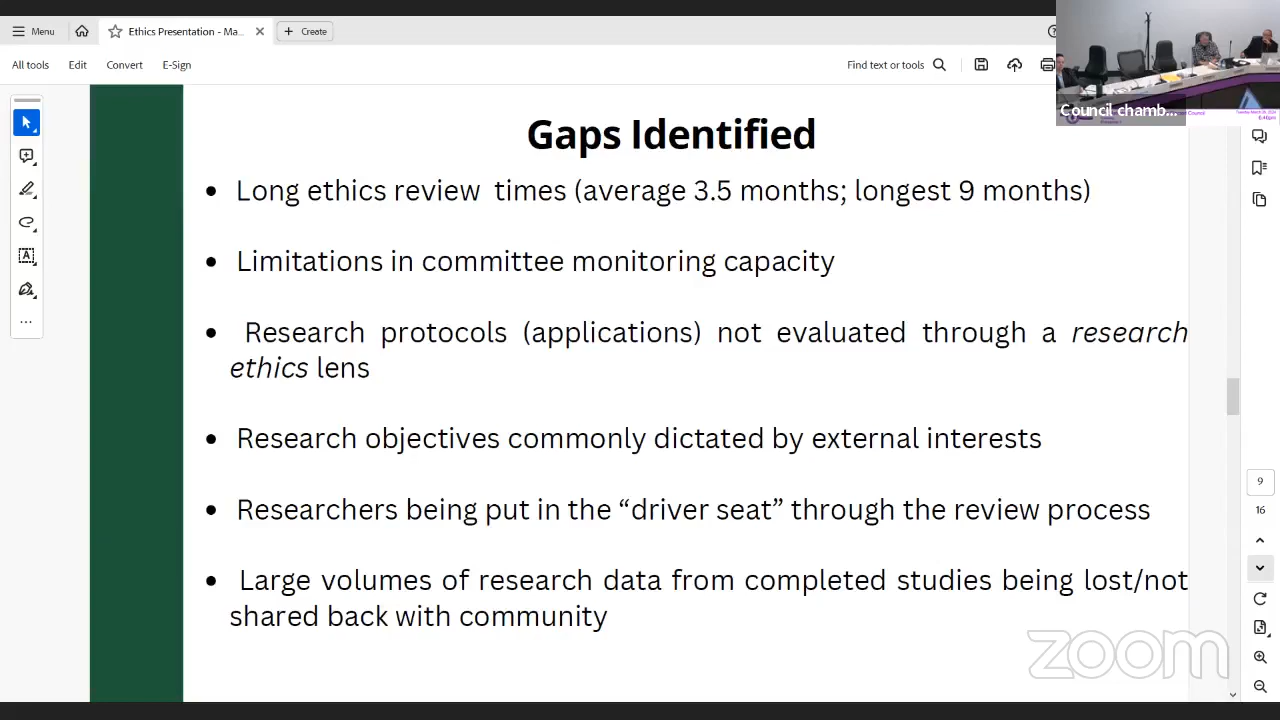 Menu
Ethics Presentation - Ma...
Create
All tools
Edit
Convert
E-Sign
Find text or tools
Council chamb...
Gaps Identified
• Long ethics review times (average 3.5 months; longest 9 months)
• Limitations in committee monitoring capacity
• Research protocols (applications) not evaluated through a research
ethics lens
• Research objectives commonly dictated by external interests
• Researchers being put in the “driver seat” through the review process
• Large volumes of research data from completed studies being lost/not
shared back with community
9
16
zoom